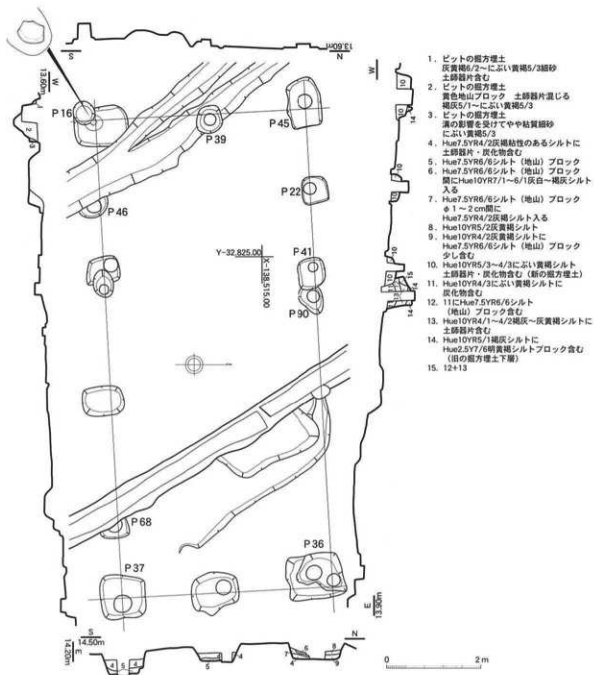 S
13.60m
N
13.60m
W
P16
P39
P45
P46
P22
Y-32,825.00
X-138,515.00
P41
P90
P68
P37
P36
S
14.50m
N
14.20m
E
E
13.90m
W
0 2m
1. ピットの掘方埋土
灰黄褐6/2〜にぶい黄褐5/3細砂
土師器片含む
2. ピットの掘方埋土
黄色地山ブロック 土師器片混じる
褐灰5/1〜にぶい黄褐5/3
3. ピットの掘方埋土
溝の影響を受けてやや粘質細砂
にぶい黄褐5/3
4. Hue7.5YR4/2灰褐粘性のあるシルトに
土師器片・炭化物含む
5. Hue7.5YR6/6シルト（地山）ブロック
6. Hue7.5YR6/6シルト（地山）ブロック
間にHue10YR7/1〜6/1灰白〜褐灰シルト
入る
7. Hue7.5YR6/6シルト（地山）ブロック
φ1〜2cm間に
Hue7.5YR4/2灰褐シルト入る
8. Hue10YR5/2灰黄褐シルト
9. Hue10YR4/2灰黄褐シルトに
Hue7.5YR6/6シルト（地山）ブロック
少し含む
10. Hue10YR5/3〜4/3にぶい黄褐シルト
土師器片・炭化物含む（新の掘方埋土）
11. Hue10YR4/3にぶい黄褐シルトに
炭化物含む
12. 11にHue7.5YR6/6シルト
（地山）ブロック含む
13. Hue10YR4/1〜4/2褐灰〜灰黄褐シルトに
土師器片含む
14. Hue10YR5/1褐灰シルトに
Hue2.5Y7/6明黄褐シルトブロック含む
（旧の掘方埋土下層）
15. 12+13